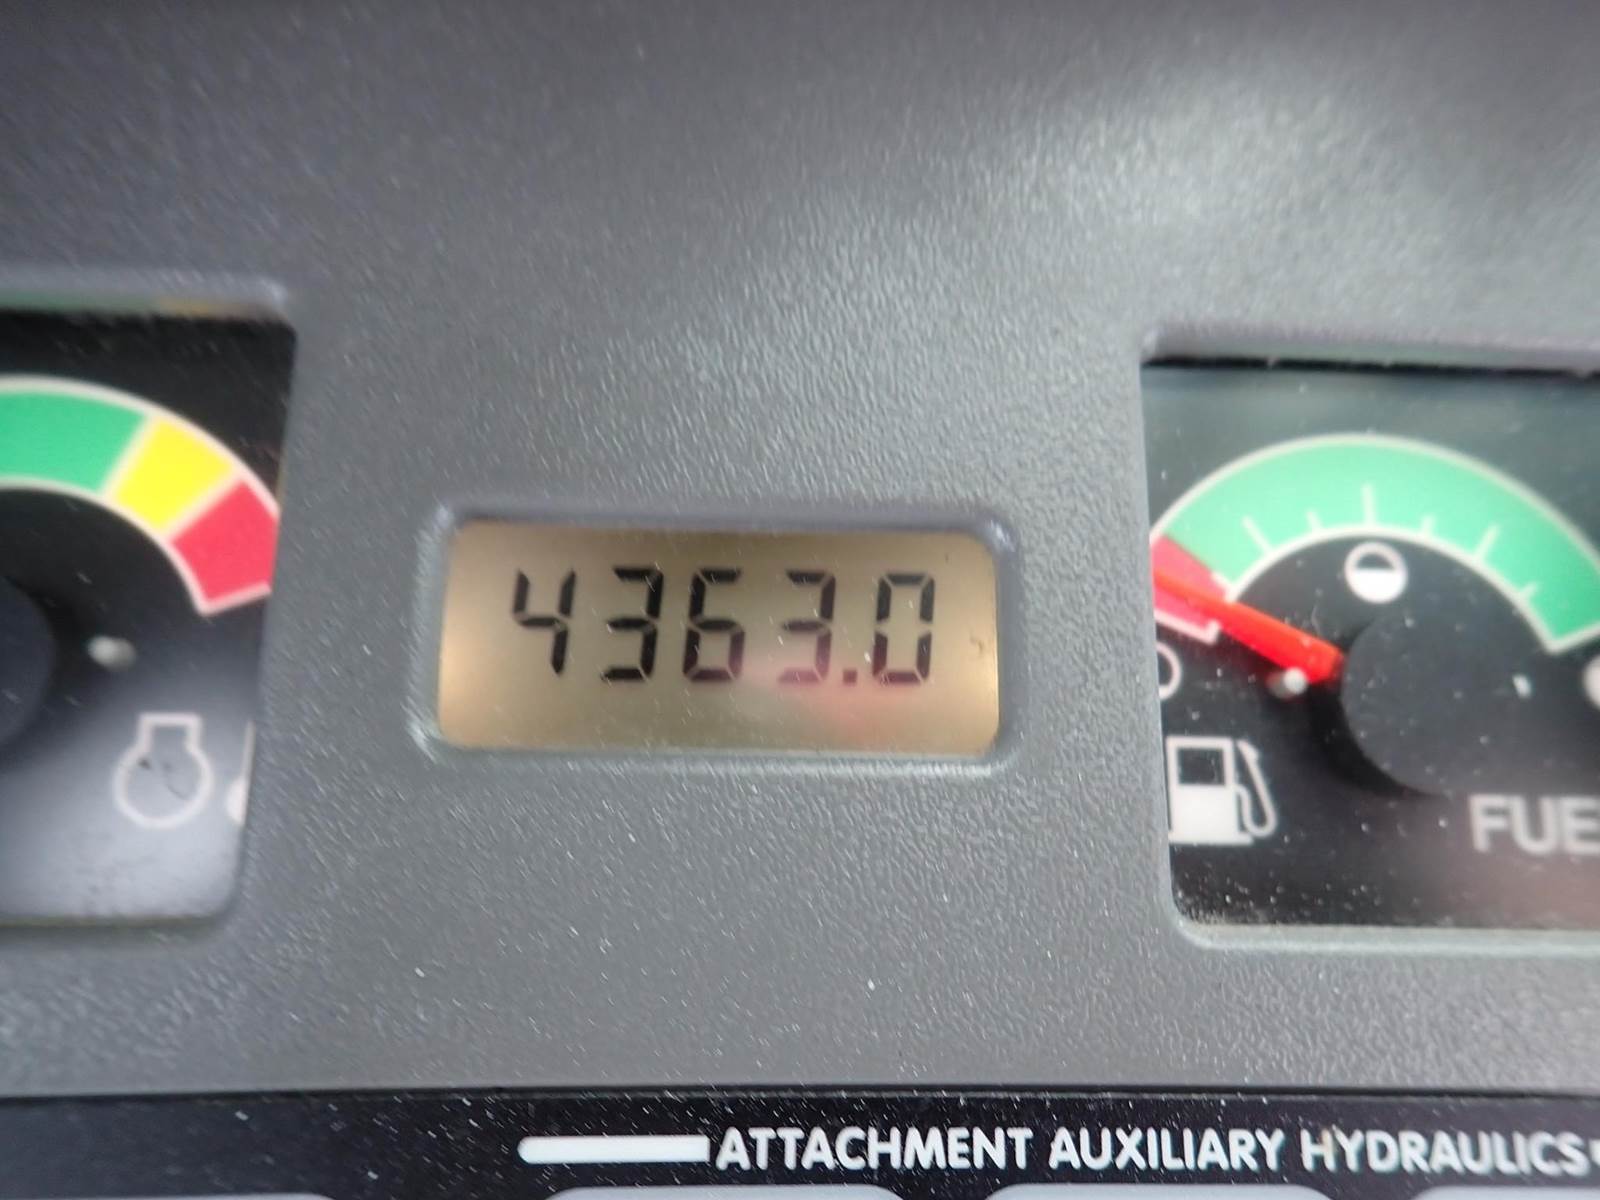 4363.0
FUE
ATTACHMENT AUXILIARY HYDRAULICS